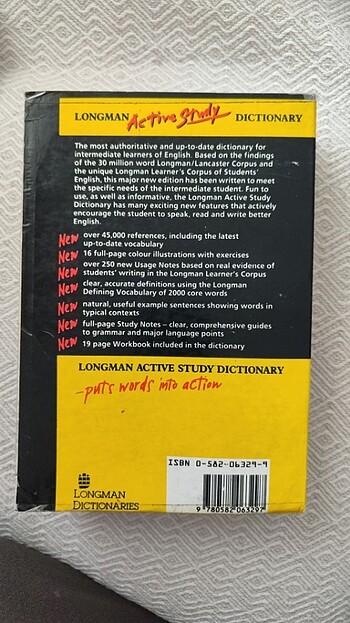 LONGMAN Active Study DICTIONARY
The most authoritative and up-to-date dictionary for
intermediate learners of English. Based on the findings
of the 30 million word Longman/Lancaster Corpus and
the unique Longman Learner's Corpus of Students'
English, this major new edition has been written to meet
the specific needs of the intermediate student. Fun to
use, as well as informative, the Longman Active Study
Dictionary has many exciting new features that actively
encourage the student to speak, read and write better
English.
New over 45,000 references, including the latest
up-to-date vocabulary
New 16 full-page colour illustrations with exercises
New over 250 new Usage Notes based on real evidence of
students' writing in the Longman Learner's Corpus
New clear, accurate definitions using the Longman
Defining Vocabulary of 2000 core words
New natural, useful example sentences showing words in
typical contexts
New full-page Study Notes – clear, comprehensive guides
to grammar and major language points
New 19 page Workbook included in the dictionary
LONGMAN ACTIVE STUDY DICTIONARY
– puts words into action
ISBN 0-582-06329-9
9 780582 063297
LONGMAN
DICTIONARIES